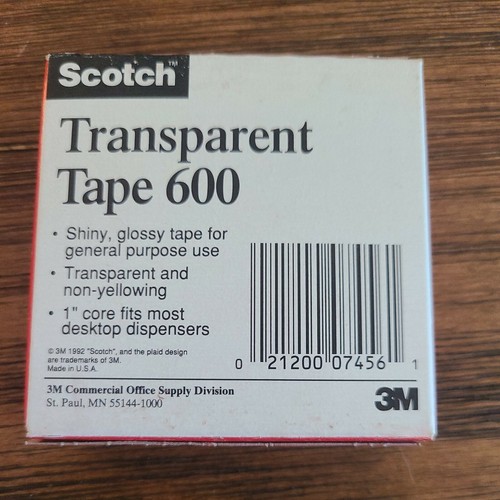 Scotch™
Transparent
Tape 600
• Shiny, glossy tape for
general purpose use
• Transparent and
non-yellowing
• 1" core fits most
desktop dispensers
© 3M 1992 "Scotch", and the plaid design
are trademarks of 3M.
Made in U.S.A.
0 21200 07456 1
3M Commercial Office Supply Division
St. Paul, MN 55144-1000
3M